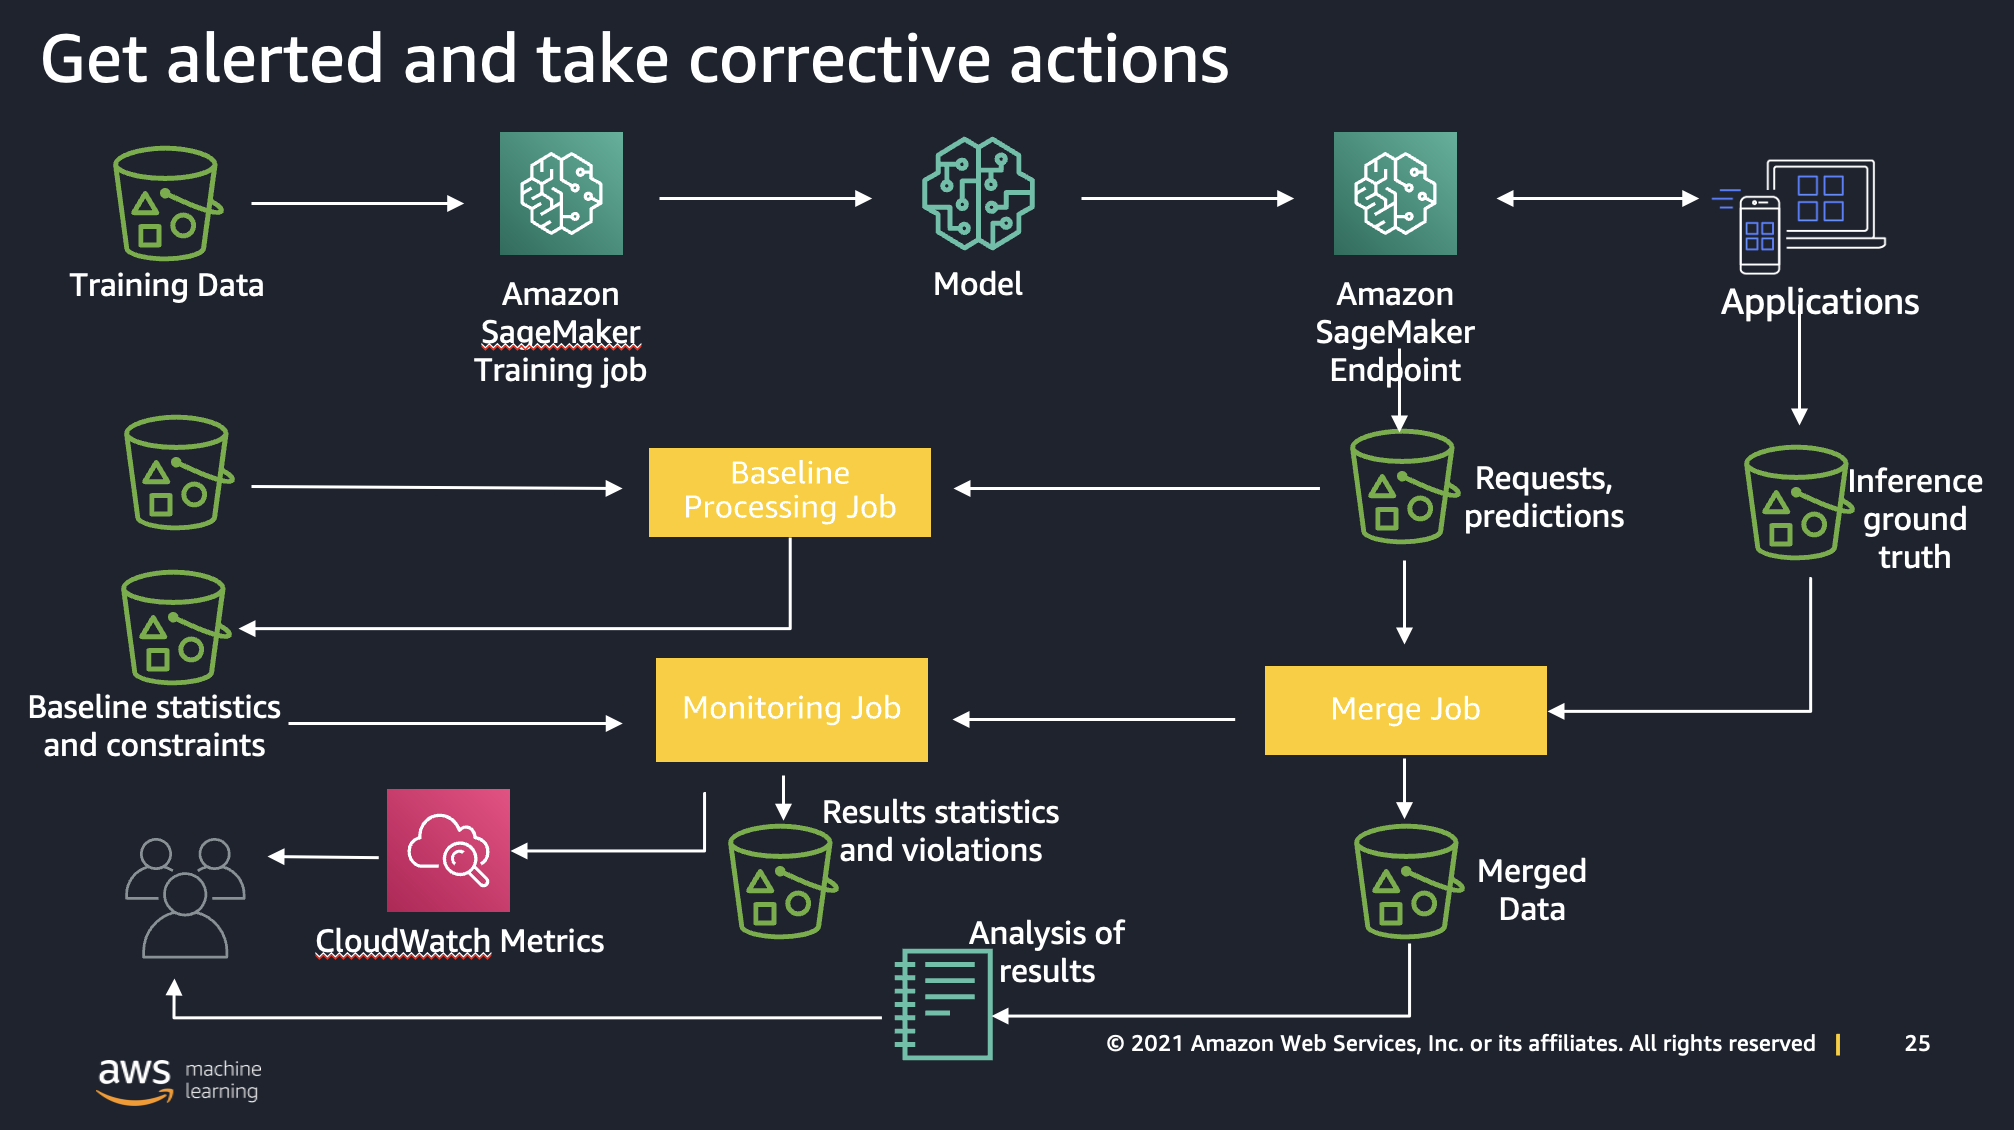 Get alerted and take corrective actions
Training Data
Amazon
SageMaker
Training job
Model
Amazon
SageMaker
Endpoint
Applications
Baseline
Processing Job
Requests,
predictions
Inference
ground
truth
Baseline statistics
and constraints
Monitoring Job
Merge Job
CloudWatch Metrics
Results statistics
and violations
Merged
Data
Analysis of
results
© 2021 Amazon Web Services, Inc. or its affiliates. All rights reserved
25
aws machine
learning